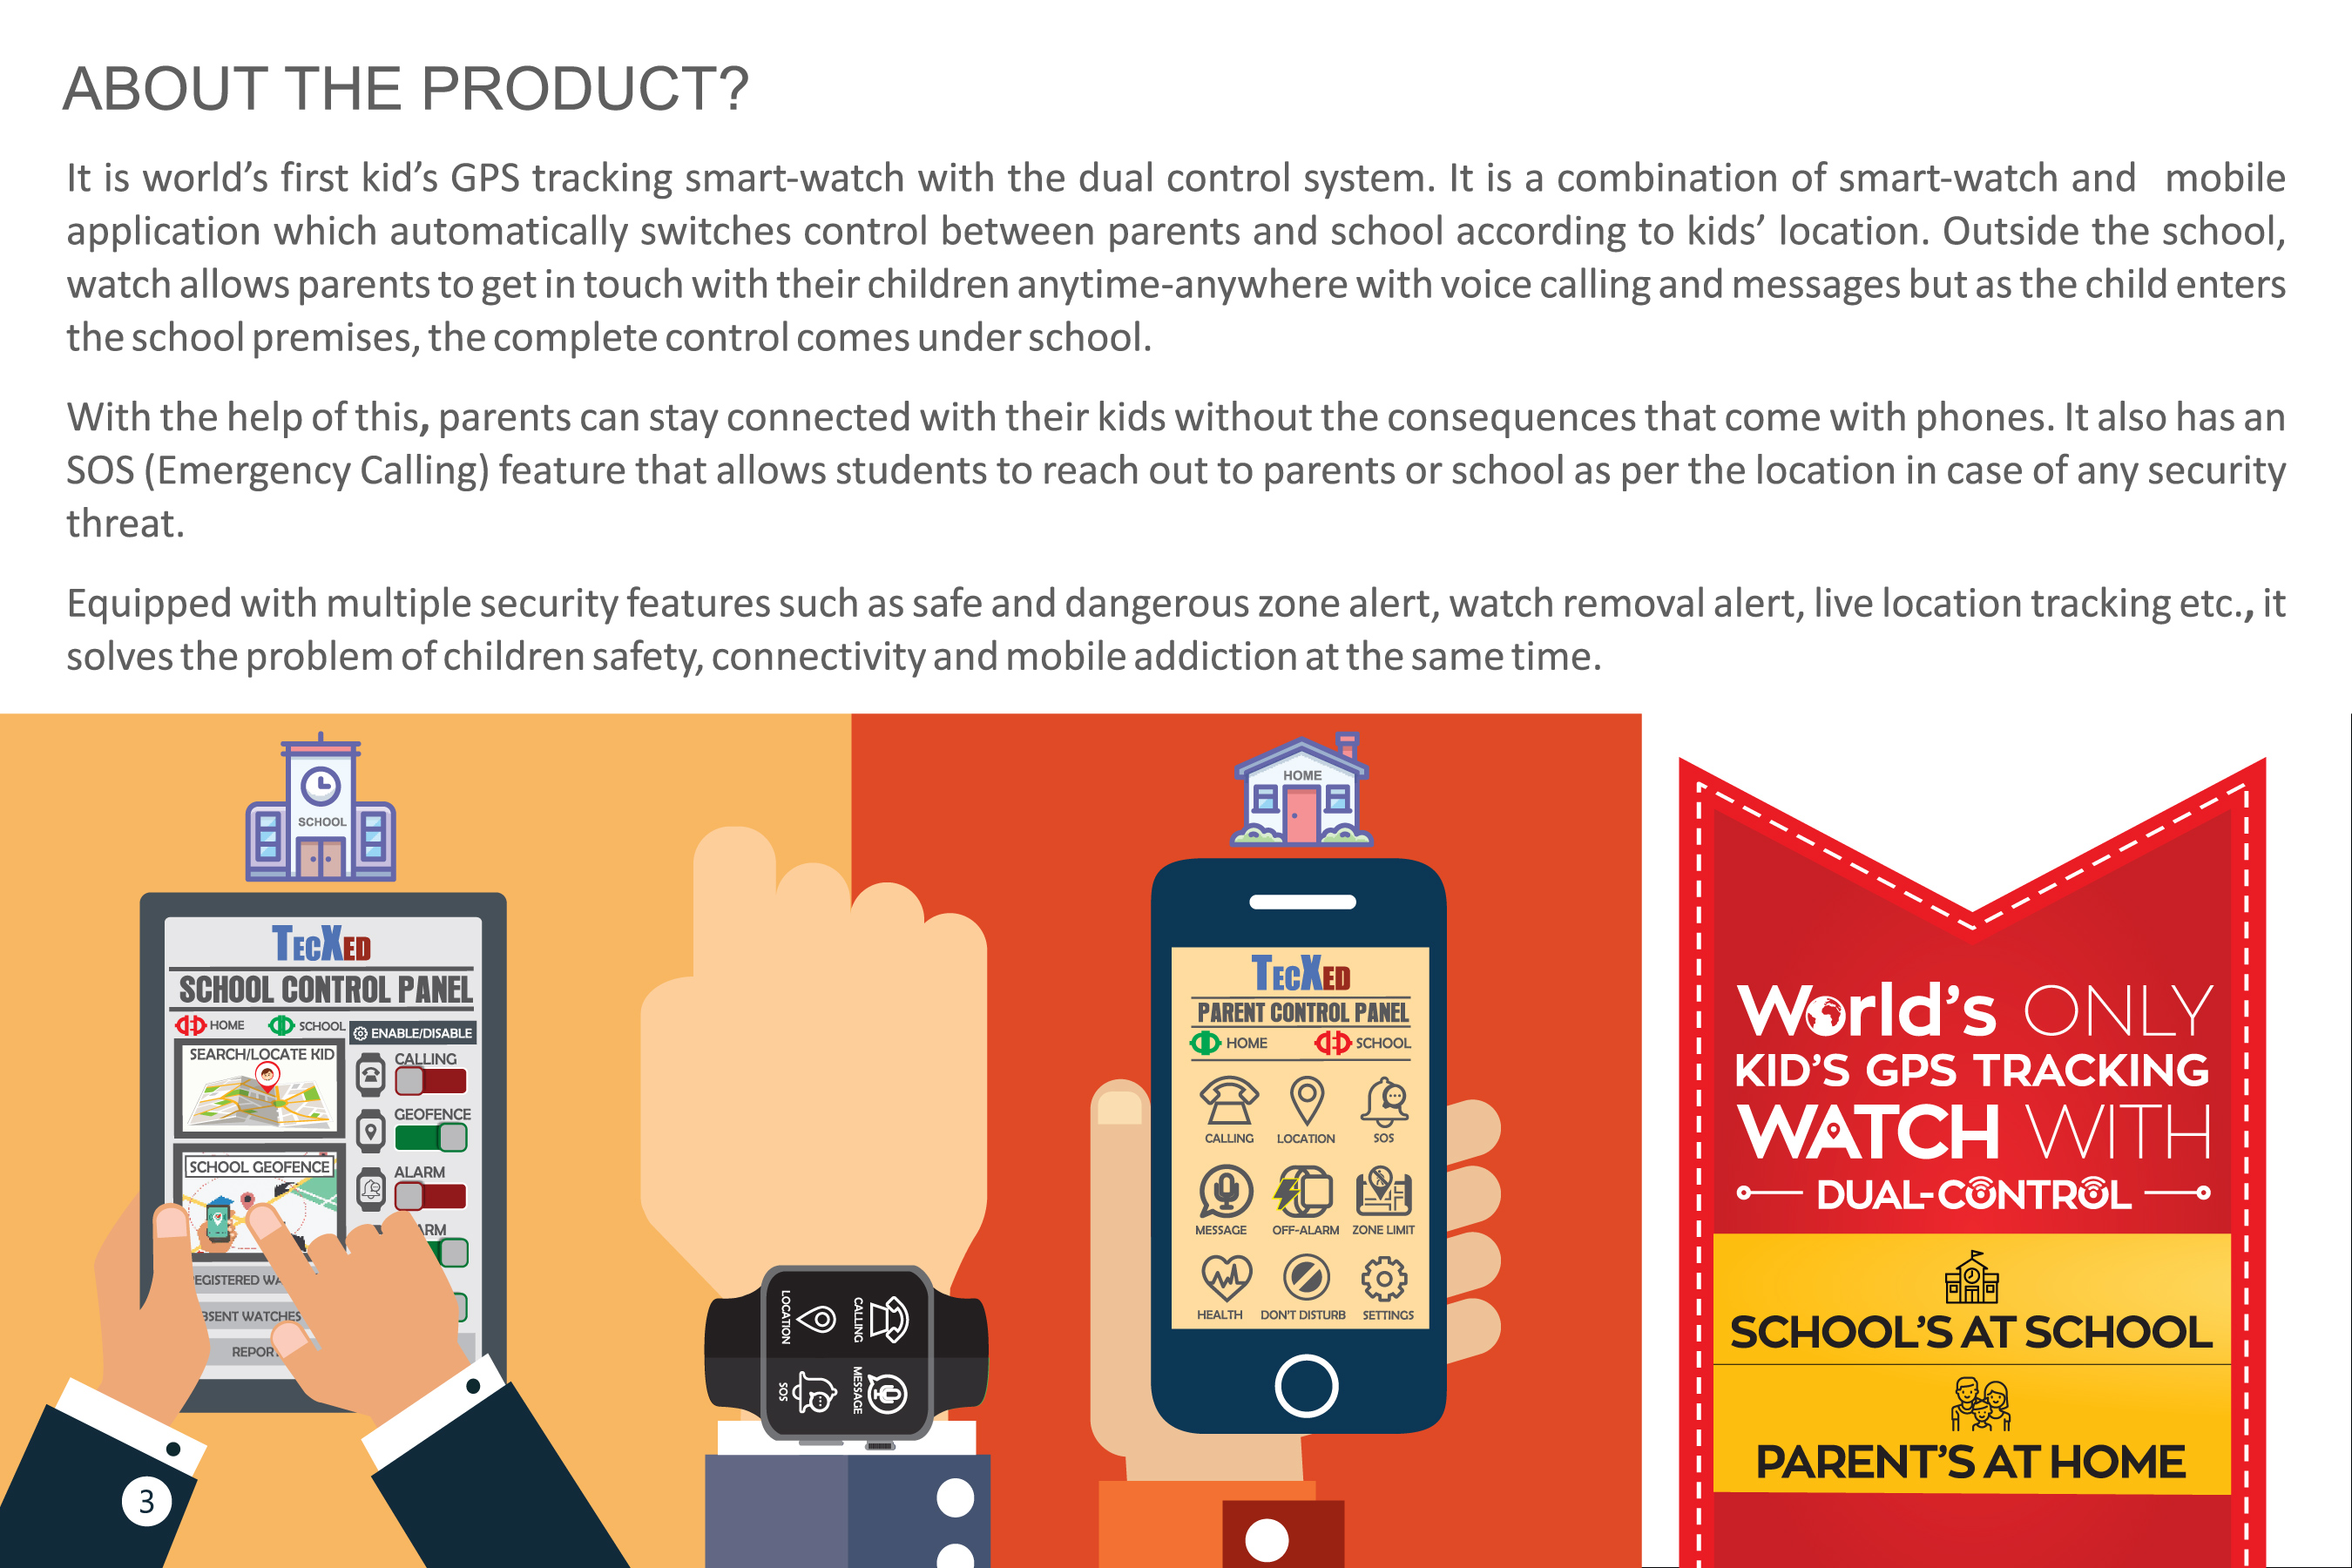 ABOUT THE PRODUCT?
It is world's first kid's GPS tracking smart-watch with the dual control system. It is a combination of smart-watch and mobile
application which automatically switches control between parents and school according to kids' location. Outside the school,
watch allows parents to get in touch with their children anytime-anywhere with voice calling and messages but as the child enters
the school premises, the complete control comes under school.
With the help of this, parents can stay connected with their kids without the consequences that come with phones. It also has an
SOS (Emergency Calling) feature that allows students to reach out to parents or school as per the location in case of any security
threat.
Equipped with multiple security features such as safe and dangerous zone alert, watch removal alert, live location tracking etc., it
solves the problem of children safety, connectivity and mobile addiction at the same time.
SCHOOL
TECXED
SCHOOL CONTROL PANEL
HOME SCHOOL
ENABLE/DISABLE
SEARCH/LOCATE KID
CALLING
GEOFENCE
SCHOOL GEOFENCE
ALARM
ARM
EGISTERED WA
BSENT WATCHES
REPOR
3
LOCATION
CALLING
SOS
MESSAGE
HOME
TECXED
PARENT CONTROL PANEL
HOME SCHOOL
CALLING LOCATION SOS
MESSAGE OFF-ALARM ZONE LIMIT
HEALTH DON'T DISTURB SETTINGS
World's ONLY
KID'S GPS TRACKING
WATCH WITH
DUAL-CONTROL
SCHOOL'S AT SCHOOL
PARENT'S AT HOME